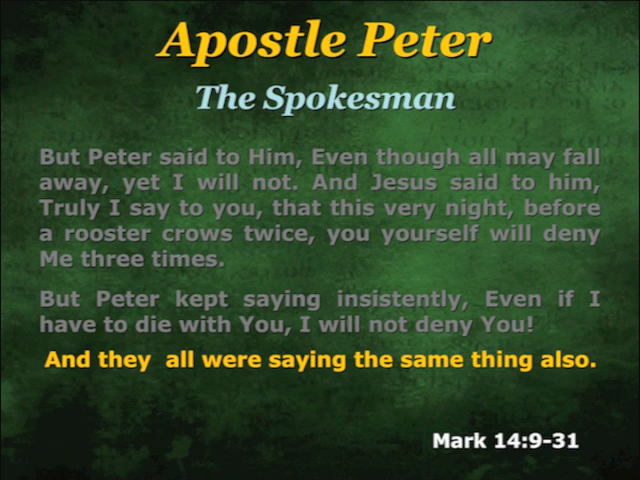 Apostle Peter
The Spokesman
But Peter said to Him, Even though all may fall
away, yet I will not. And Jesus said to him,
Truly I say to you, that this very night, before
a rooster crows twice, you yourself will deny
Me three times.
But Peter kept saying insistently, Even if I
have to die with You, I will not deny You!
And they all were saying the same thing also.
Mark 14:9-31